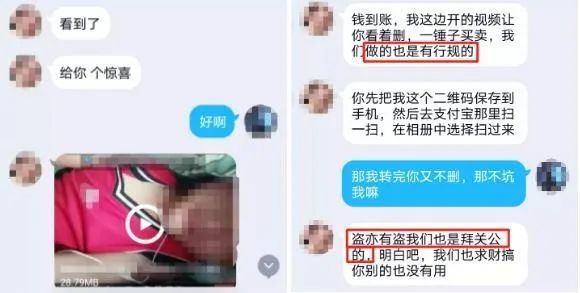 看到了
给你 个惊喜
好啊
28.79MB
钱到账，我这边开的视频让
你看着删，一锤子买卖，我
们做的也是有行规的
你先把我这个二维码保存到
手机，然后去支付宝那里扫
一扫，在相册中选择扫过来
那我转完你又不删，那不坑
我嘛
盗亦有盗我们也是拜关公
的，明白吧，我们也求财搞
你别的也没有用